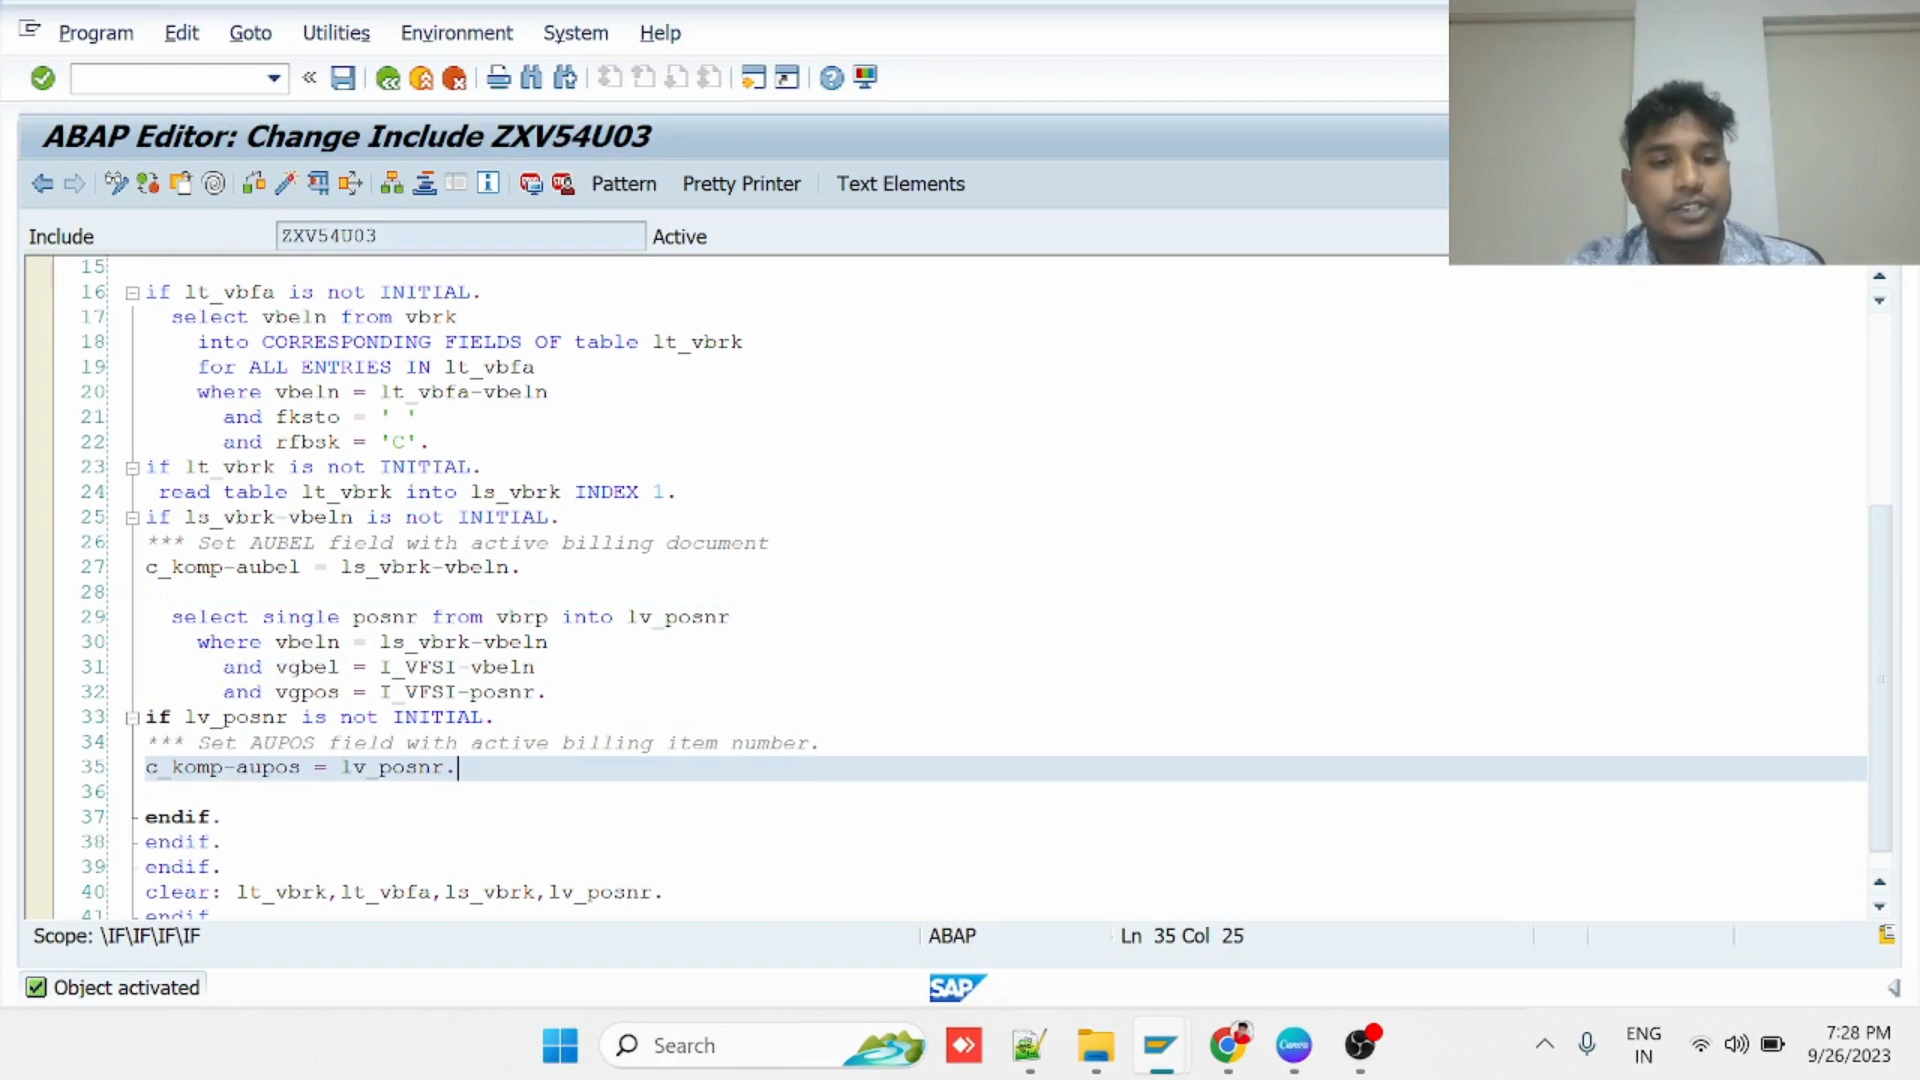 Program Edit Goto Utilities Environment System Help
«
ABAP Editor: Change Include ZXV54U03
Pattern Pretty Printer Text Elements
Include ZXV54U03 Active
15
16 if lt_vbfa is not INITIAL.
17 select vbeln from vbrk
18 into CORRESPONDING FIELDS OF table lt_vbrk
19 for ALL ENTRIES IN lt_vbfa
20 where vbeln = lt_vbfa-vbeln
21 and fksto = ' '
22 and rfbsk = 'C'.
23 if lt_vbrk is not INITIAL.
24 read table lt_vbrk into ls_vbrk INDEX 1.
25 if ls_vbrk-vbeln is not INITIAL.
26 *** Set AUBEL field with active billing document
27 c_komp-aubel = ls_vbrk-vbeln.
28
29 select single posnr from vbrp into lv_posnr
30 where vbeln = ls_vbrk-vbeln
31 and vgbel = I_VFSI-vbeln
32 and vgpos = I_VFSI-posnr.
33 if lv_posnr is not INITIAL.
34 *** Set AUPOS field with active billing item number.
35 c_komp-aupos = lv_posnr.
36
37 endif.
38 endif.
39 endif.
40 clear: lt_vbrk,lt_vbfa,ls_vbrk,lv_posnr.
41 endif
Scope: \IF\IF\IF\IF ABAP Ln 35 Col 25
Object activated SAP
Search Canva ENG IN 7:28 PM 9/26/2023